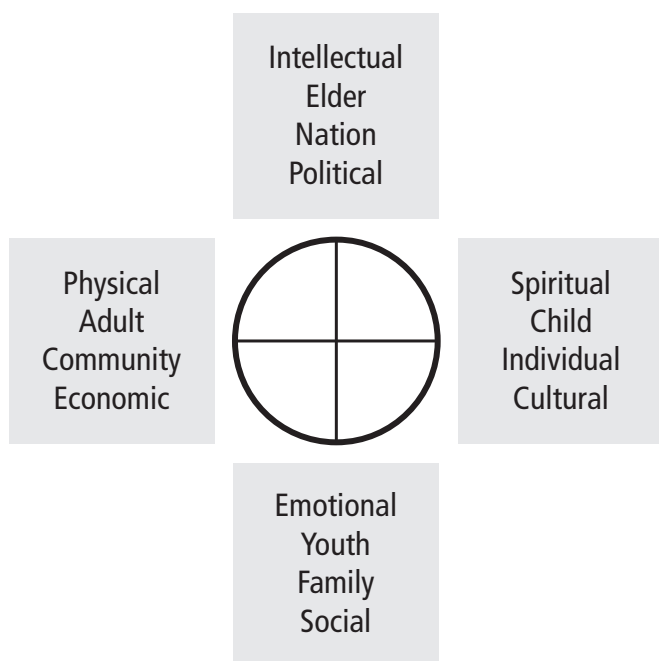 Intellectual
Elder
Nation
Political
Physical
Adult
Community
Economic
Spiritual
Child
Individual
Cultural
Emotional
Youth
Family
Social